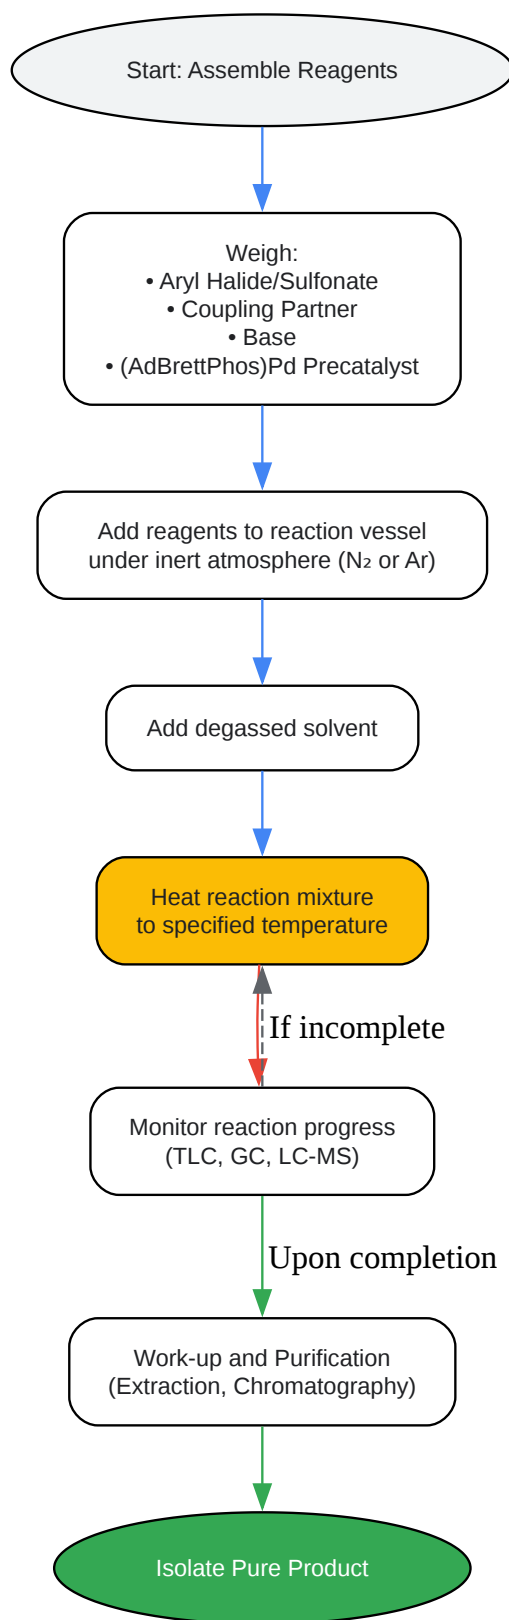 Start: Assemble Reagents
Weigh:
• Aryl Halide/Sulfonate
• Coupling Partner
• Base
• (AdBrettPhos)Pd Precatalyst
Add reagents to reaction vessel
under inert atmosphere (N₂ or Ar)
Add degassed solvent
Heat reaction mixture
to specified temperature
If incomplete
Monitor reaction progress
(TLC, GC, LC-MS)
Upon completion
Work-up and Purification
(Extraction, Chromatography)
Isolate Pure Product